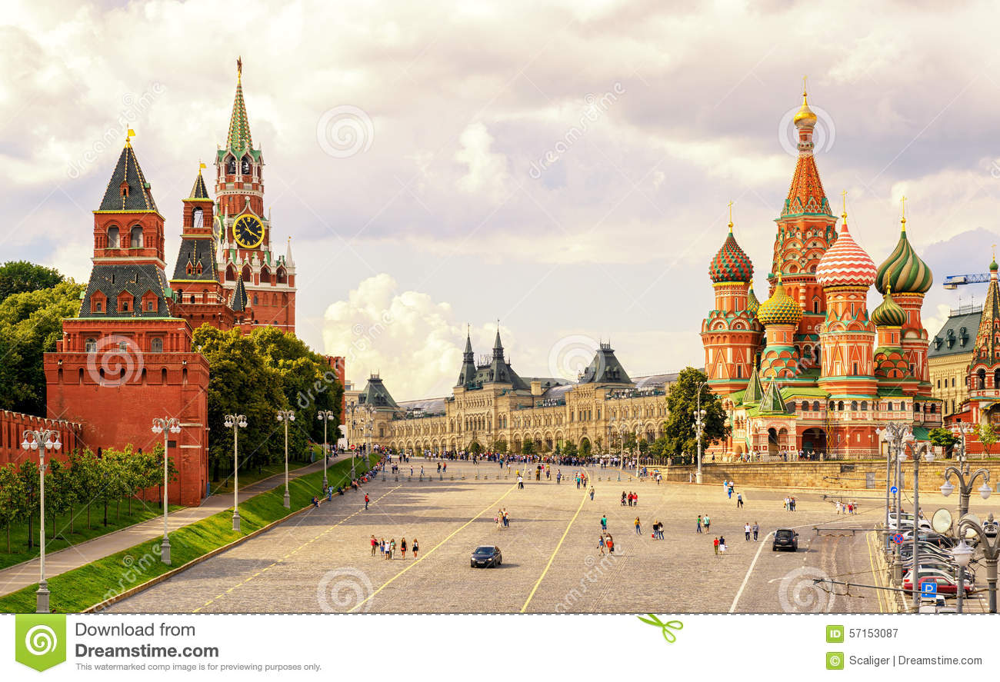 Download from
Dreamstime.com
This watermarked comp image is for previewing purposes only.
ID 57153087
© Scaliger | Dreamstime.com
P